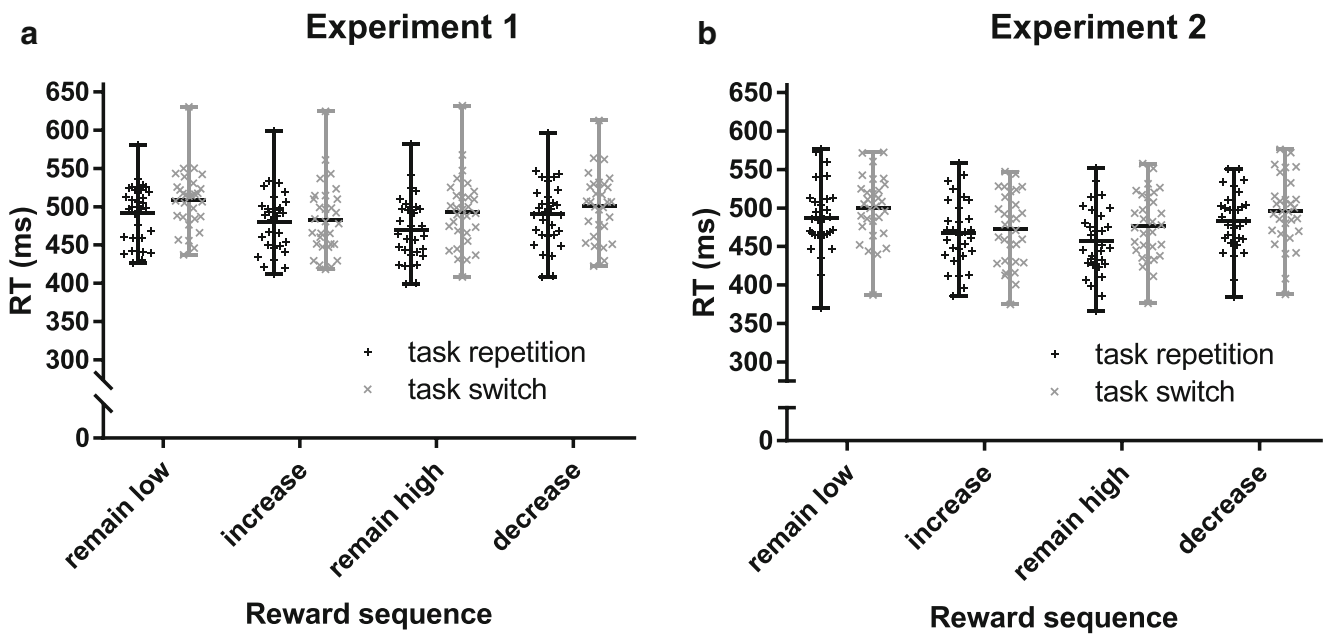 a
Experiment 1
RT (ms)
650
600
550
500
450
400
350
300
0
+ task repetition
× task switch
remain low
increase
remain high
decrease
Reward sequence
b
Experiment 2
RT (ms)
650
600
550
500
450
400
350
300
0
+ task repetition
× task switch
remain low
increase
remain high
decrease
Reward sequence